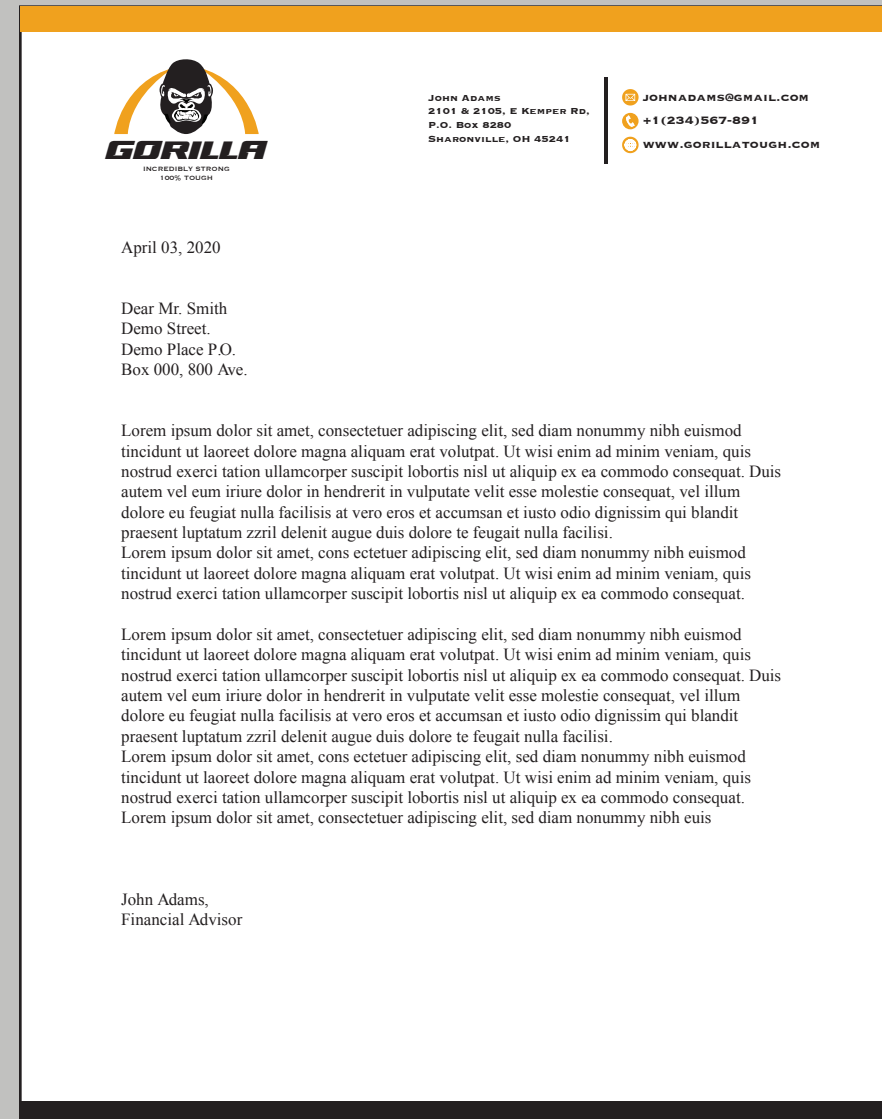 GORILLA
INCREDIBLY STRONG
100% TOUGH
John Adams
2101 & 2105, E Kemper Rd,
P.O. Box 8280
Sharonville, OH 45241
JOHNADAMS@GMAIL.COM
+1(234)567-891
WWW.GORILLATOUGH.COM
April 03, 2020
Dear Mr. Smith
Demo Street.
Demo Place P.O.
Box 000, 800 Ave.
Lorem ipsum dolor sit amet, consectetuer adipiscing elit, sed diam nonummy nibh euismod
tincidunt ut laoreet dolore magna aliquam erat volutpat. Ut wisi enim ad minim veniam, quis
nostrud exerci tation ullamcorper suscipit lobortis nisl ut aliquip ex ea commodo consequat. Duis
autem vel eum iriure dolor in hendrerit in vulputate velit esse molestie consequat, vel illum
dolore eu feugiat nulla facilisis at vero eros et accumsan et iusto odio dignissim qui blandit
praesent luptatum zzril delenit augue duis dolore te feugait nulla facilisi.
Lorem ipsum dolor sit amet, cons ectetuer adipiscing elit, sed diam nonummy nibh euismod
tincidunt ut laoreet dolore magna aliquam erat volutpat. Ut wisi enim ad minim veniam, quis
nostrud exerci tation ullamcorper suscipit lobortis nisl ut aliquip ex ea commodo consequat.
Lorem ipsum dolor sit amet, consectetuer adipiscing elit, sed diam nonummy nibh euismod
tincidunt ut laoreet dolore magna aliquam erat volutpat. Ut wisi enim ad minim veniam, quis
nostrud exerci tation ullamcorper suscipit lobortis nisl ut aliquip ex ea commodo consequat. Duis
autem vel eum iriure dolor in hendrerit in vulputate velit esse molestie consequat, vel illum
dolore eu feugiat nulla facilisis at vero eros et accumsan et iusto odio dignissim qui blandit
praesent luptatum zzril delenit augue duis dolore te feugait nulla facilisi.
Lorem ipsum dolor sit amet, cons ectetuer adipiscing elit, sed diam nonummy nibh euismod
tincidunt ut laoreet dolore magna aliquam erat volutpat. Ut wisi enim ad minim veniam, quis
nostrud exerci tation ullamcorper suscipit lobortis nisl ut aliquip ex ea commodo consequat.
Lorem ipsum dolor sit amet, consectetuer adipiscing elit, sed diam nonummy nibh euis
John Adams,
Financial Advisor